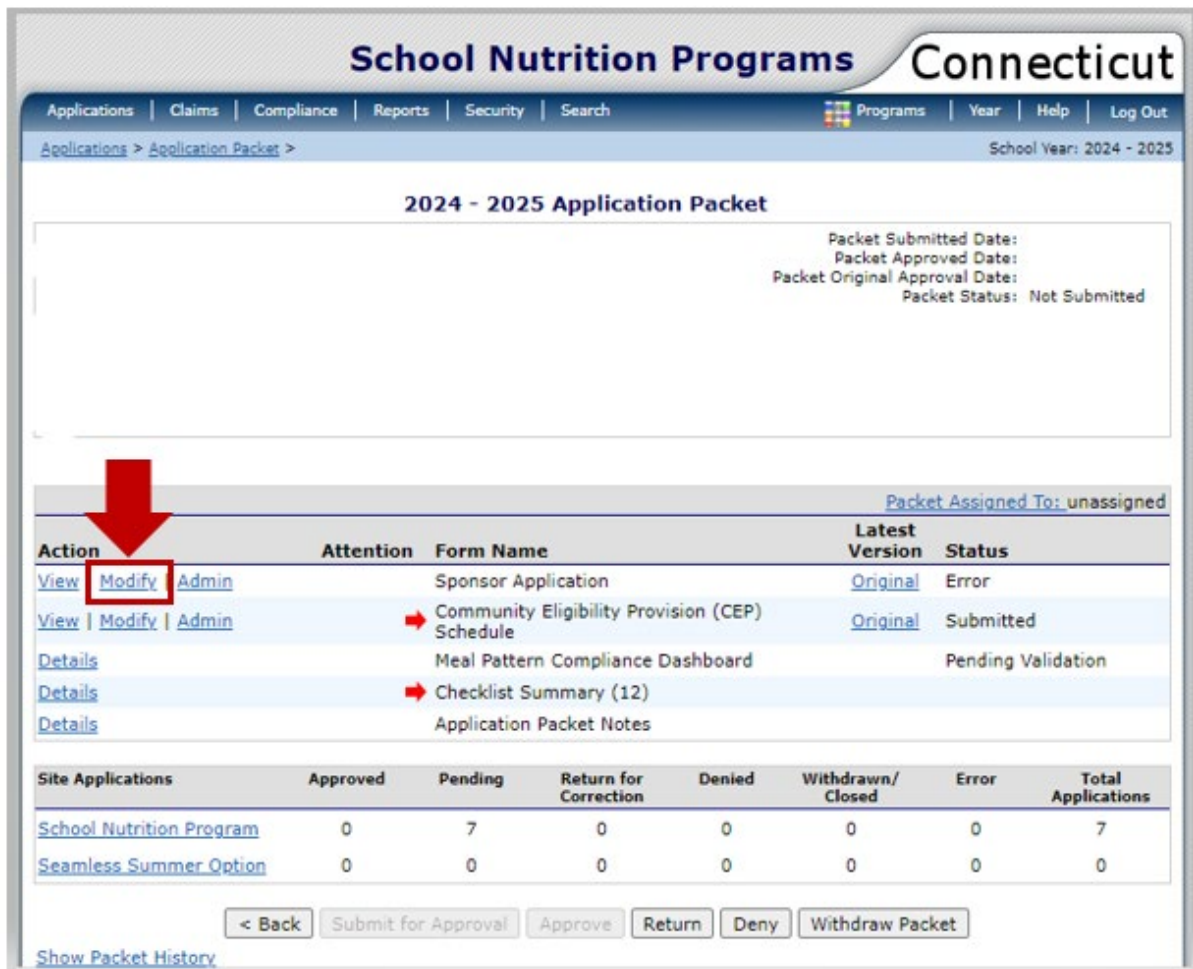 School Nutrition Programs Connecticut
Applications | Claims | Compliance | Reports | Security | Search Programs | Year | Help | Log Out
Applications > Application Packet > School Year: 2024 - 2025
2024 - 2025 Application Packet
Packet Submitted Date:
Packet Approved Date:
Packet Original Approval Date:
Packet Status: Not Submitted
Packet Assigned To: unassigned
Action Attention Form Name Latest Version Status
View | Modify | Admin Sponsor Application Original Error
View | Modify | Admin Community Eligibility Provision (CEP) Schedule Original Submitted
Details Meal Pattern Compliance Dashboard Pending Validation
Details Checklist Summary (12)
Details Application Packet Notes
Site Applications Approved Pending Return for Correction Denied Withdrawn/ Closed Error Total Applications
School Nutrition Program 0 7 0 0 0 0 7
Seamless Summer Option 0 0 0 0 0 0 0
< Back Submit for Approval Approve Return Deny Withdraw Packet
Show Packet History